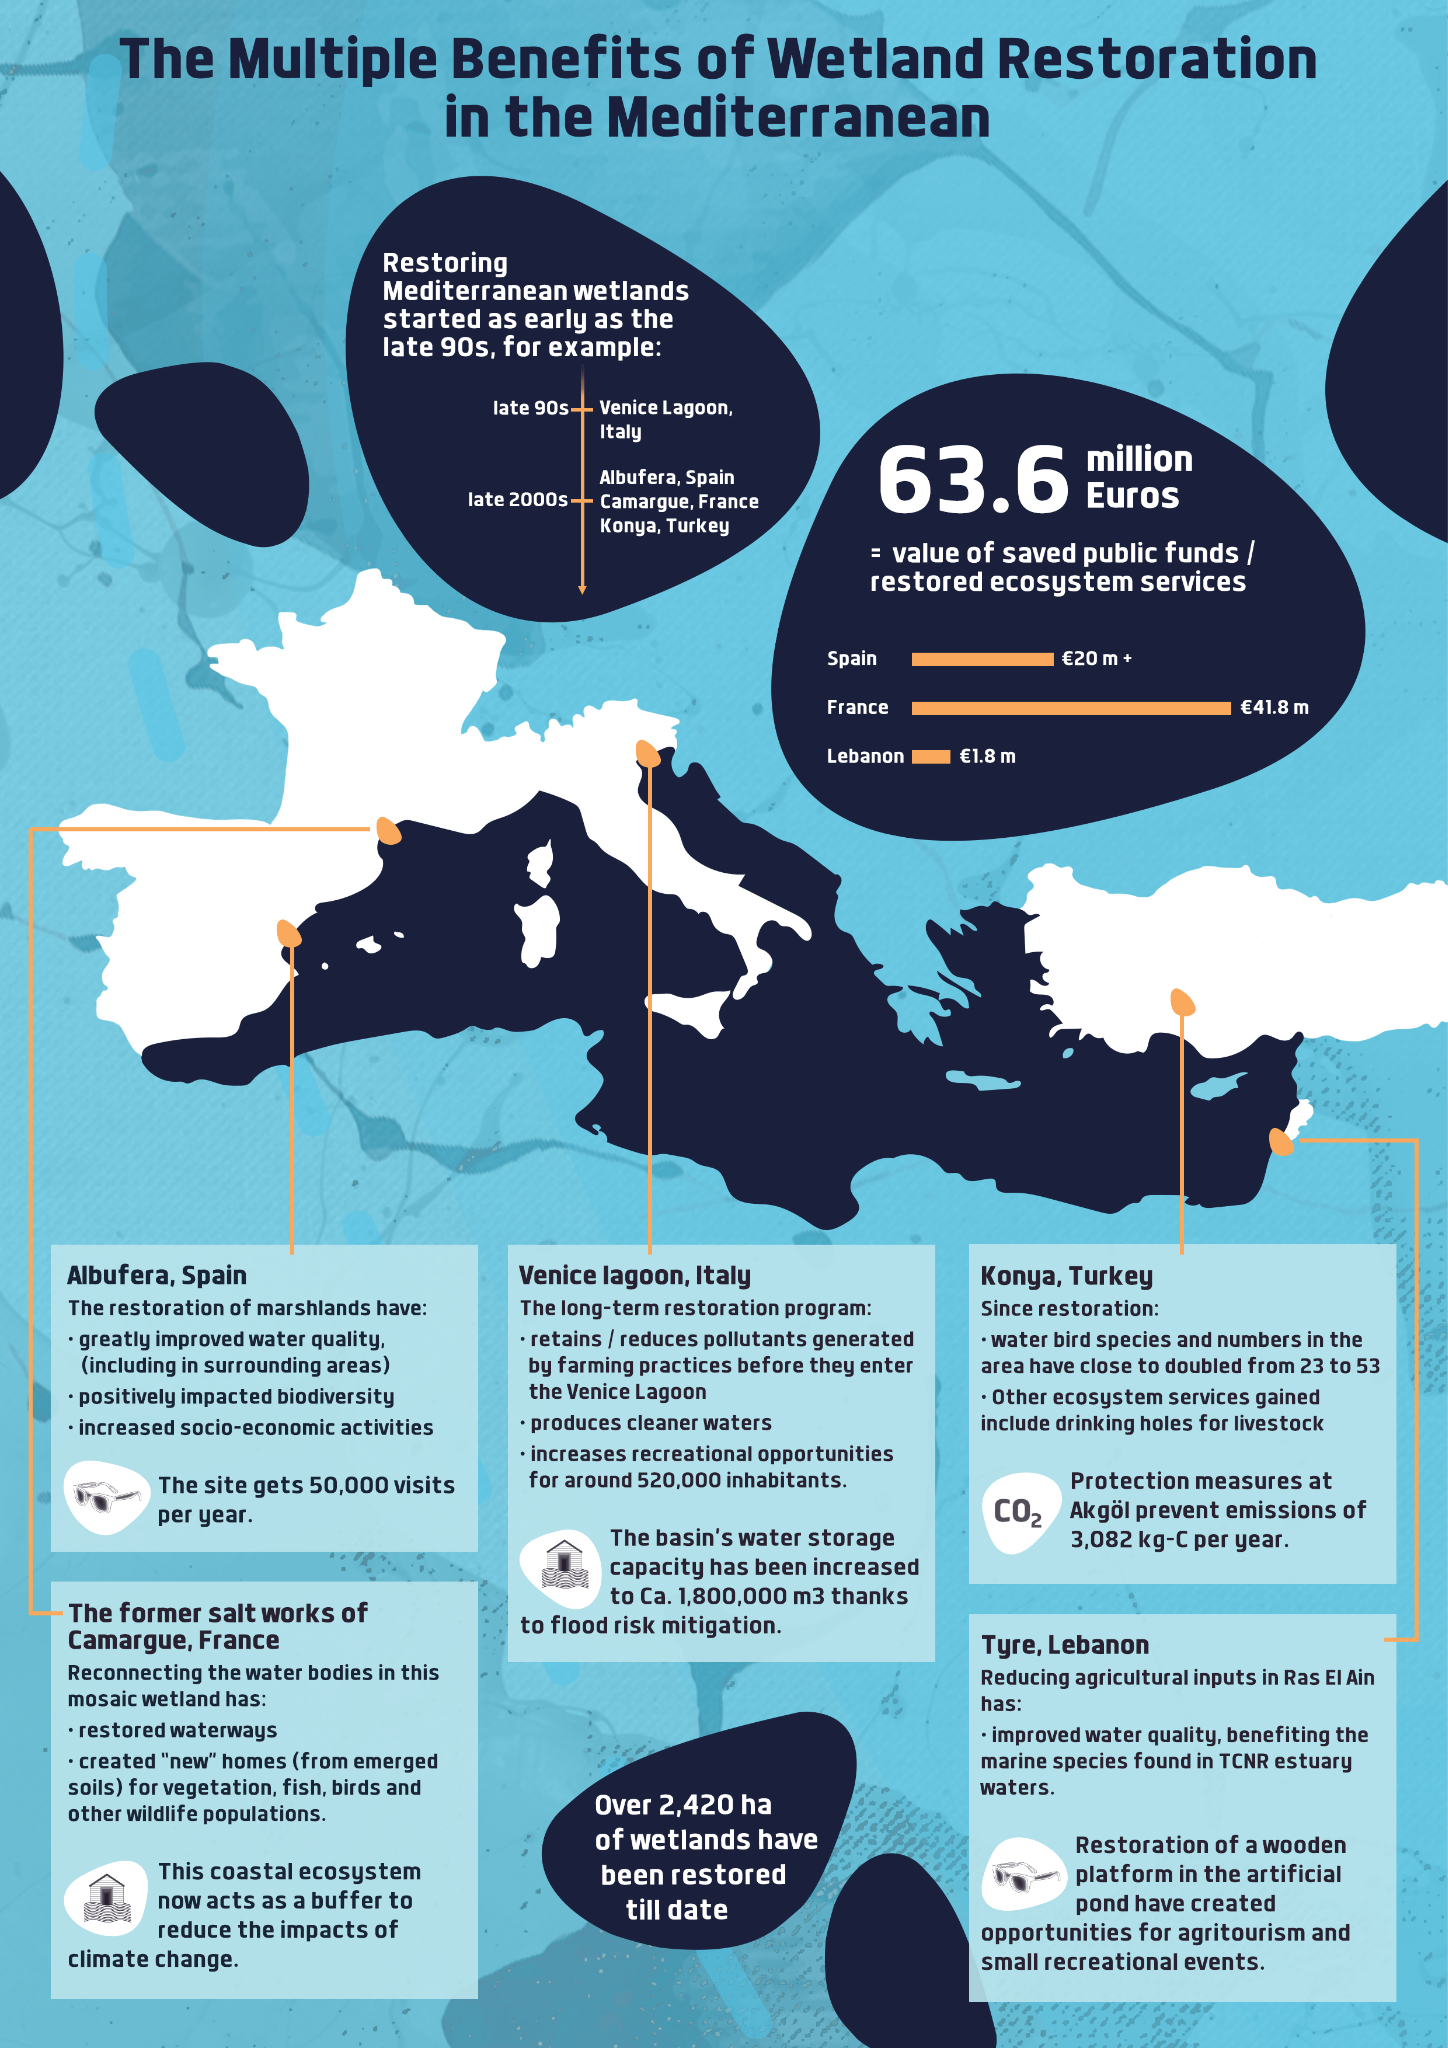 The Multiple Benefits of Wetland Restoration
in the Mediterranean
Restoring
Mediterranean wetlands
started as early as the
late 90s, for example:
late 90s
Venice Lagoon,
Italy
late 2000s
Albufera, Spain
Camargue, France
Konya, Turkey
63.6 million
Euros
= value of saved public funds /
restored ecosystem services
Spain €20 m +
France €41.8 m
Lebanon €1.8 m
Albufera, Spain
The restoration of marshlands have:
· greatly improved water quality,
(including in surrounding areas)
· positively impacted biodiversity
· increased socio-economic activities
The site gets 50,000 visits
per year.
The former salt works of
Camargue, France
Reconnecting the water bodies in this
mosaic wetland has:
· restored waterways
· created "new" homes (from emerged
soils) for vegetation, fish, birds and
other wildlife populations.
This coastal ecosystem
now acts as a buffer to
reduce the impacts of
climate change.
Venice lagoon, Italy
The long-term restoration program:
· retains / reduces pollutants generated
by farming practices before they enter
the Venice Lagoon
· produces cleaner waters
· increases recreational opportunities
for around 520,000 inhabitants.
The basin's water storage
capacity has been increased
to Ca. 1,800,000 m3 thanks
to flood risk mitigation.
Over 2,420 ha
of wetlands have
been restored
till date
Konya, Turkey
Since restoration:
· water bird species and numbers in the
area have close to doubled from 23 to 53
· Other ecosystem services gained
include drinking holes for livestock
CO2
Protection measures at
Akgöl prevent emissions of
3,082 kg-C per year.
Tyre, Lebanon
Reducing agricultural inputs in Ras El Ain
has:
· improved water quality, benefiting the
marine species found in TCNR estuary
waters.
Restoration of a wooden
platform in the artificial
pond have created
opportunities for agritourism and
small recreational events.